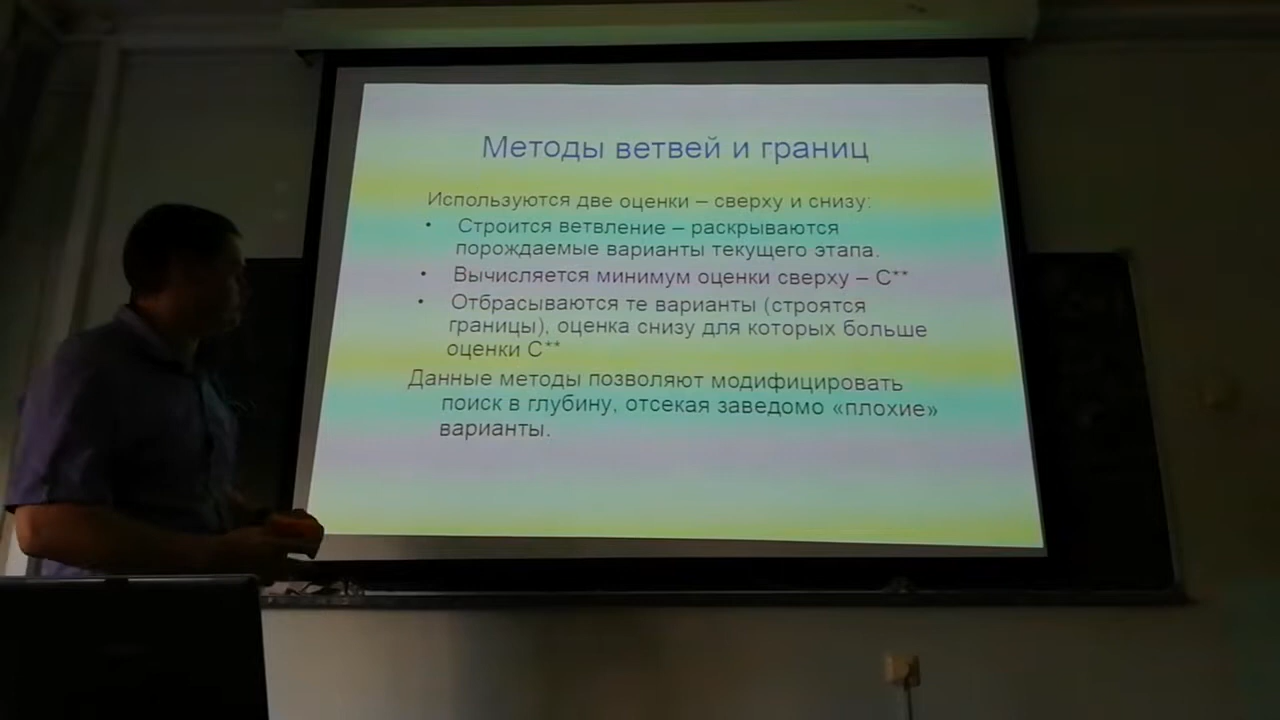 Методы ветвей и границ
Используются две оценки – сверху и снизу:
• Строится ветвление – раскрываются
порождаемые варианты текущего этапа.
• Вычисляется минимум оценки сверху – С**
• Отбрасываются те варианты (строятся
границы), оценка снизу для которых больше
оценки С**
Данные методы позволяют модифицировать
поиск в глубину, отсекая заведомо «плохие»
варианты.